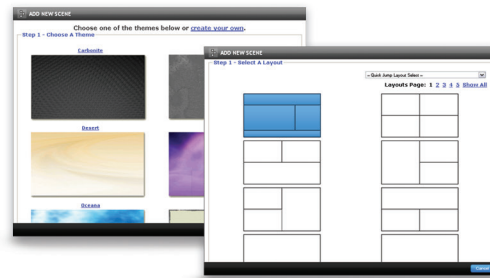 ADD NEW SCENE
Choose one of the themes below or create your own.
Step 1 - Choose A Theme
Carbonite
Desert
Oceana
ADD NEW SCENE
Step 1 - Select A Layout
- Quick Jump Layout Select -
Layouts Page: 1 2 3 4 5 Show All
Cancel